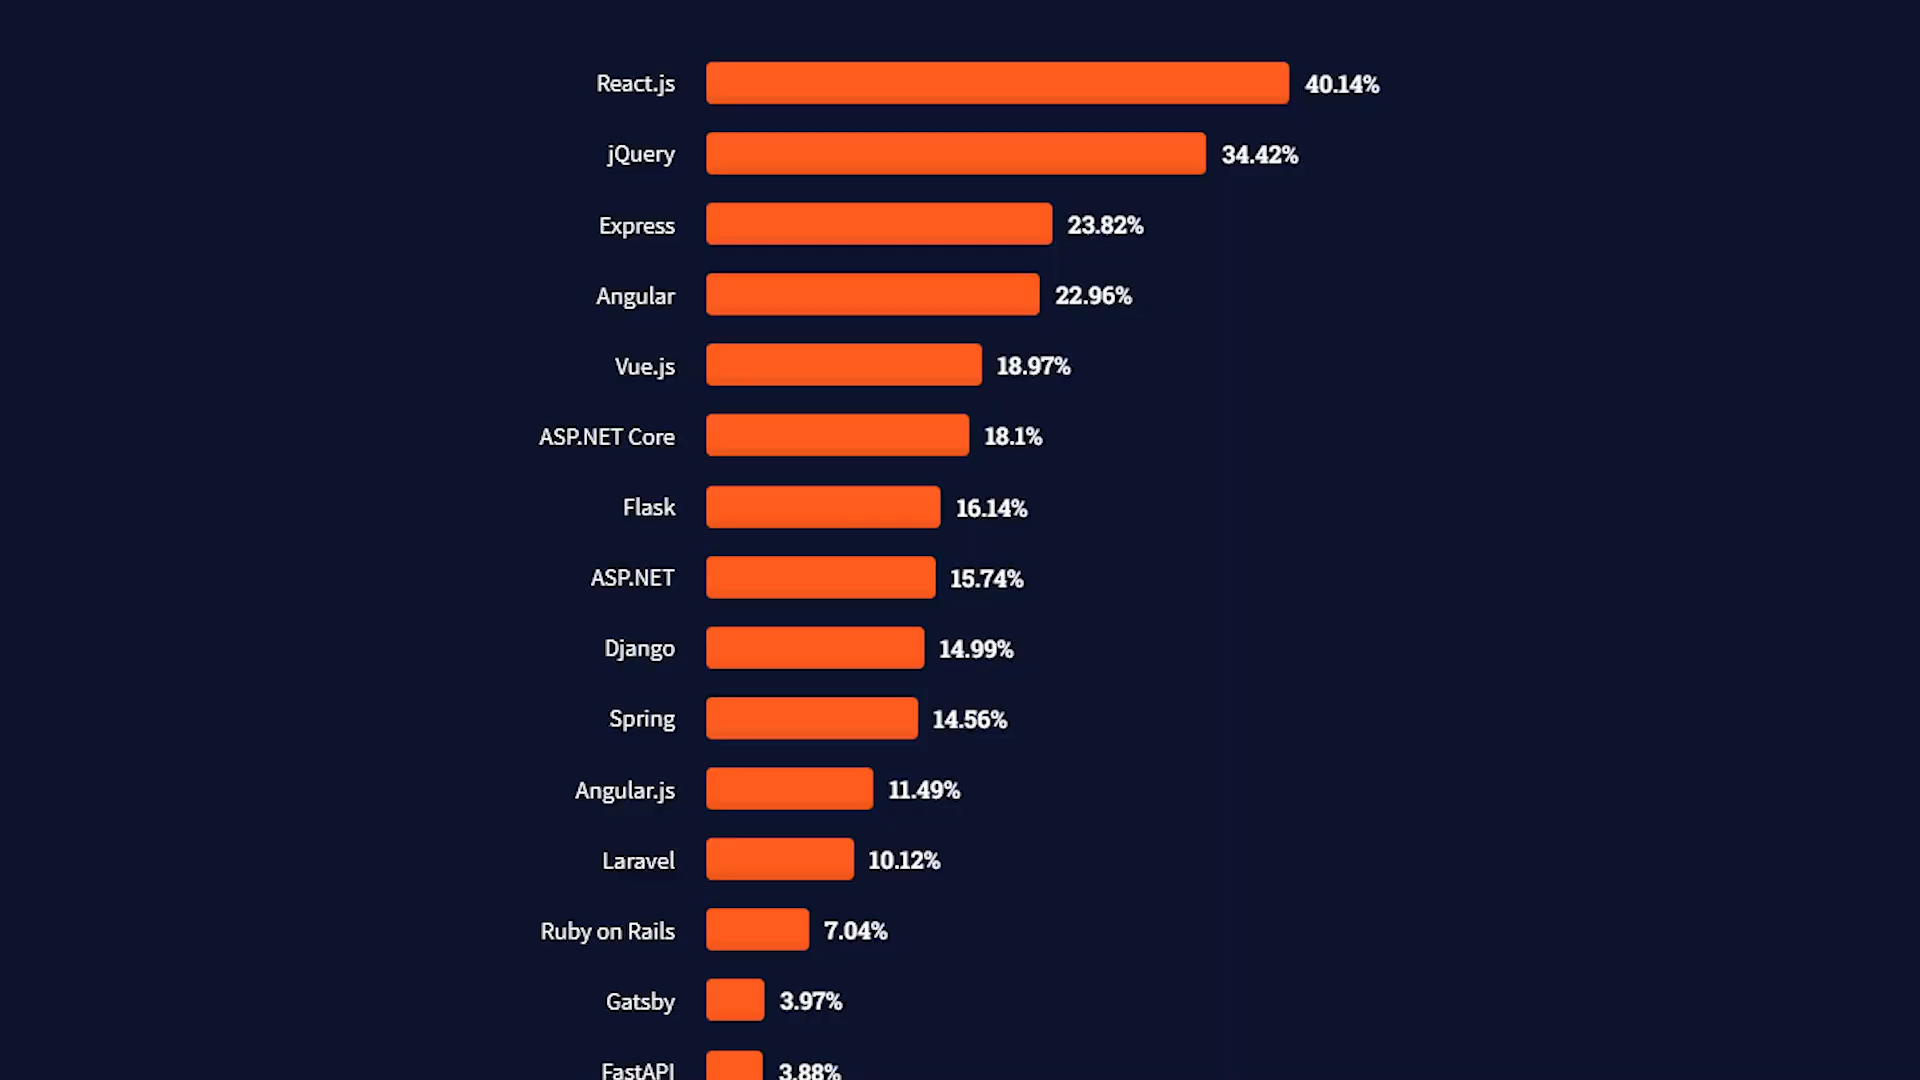 React.js 40.14%
jQuery 34.42%
Express 23.82%
Angular 22.96%
Vue.js 18.97%
ASP.NET Core 18.1%
Flask 16.14%
ASP.NET 15.74%
Django 14.99%
Spring 14.56%
Angular.js 11.49%
Laravel 10.12%
Ruby on Rails 7.04%
Gatsby 3.97%
FastAPI 3.88%